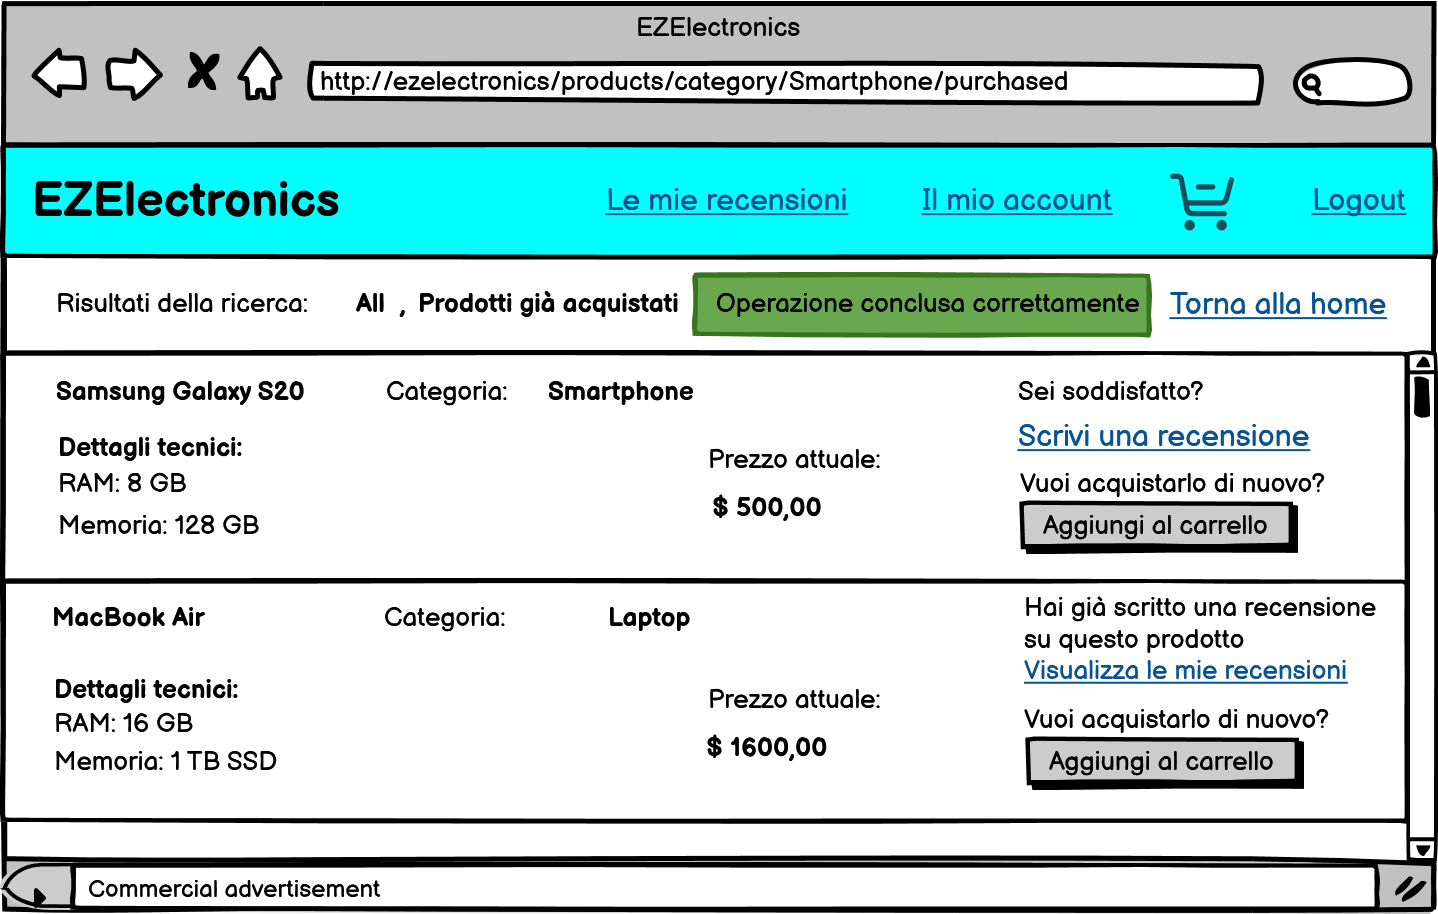 EZElectronics
http://ezelectronics/products/category/Smartphone/purchased
EZElectronics Le mie recensioni Il mio account Logout
Risultati della ricerca: All , Prodotti già acquistati Operazione conclusa correttamente Torna alla home
Samsung Galaxy S20 Categoria: Smartphone Sei soddisfatto?
Scrivi una recensione
Dettagli tecnici:
Prezzo attuale:
RAM: 8 GB Vuoi acquistarlo di nuovo?
$ 500,00
Memoria: 128 GB Aggiungi al carrello
MacBook Air Categoria: Laptop Hai già scritto una recensione
su questo prodotto
Visualizza le mie recensioni
Dettagli tecnici:
Prezzo attuale:
RAM: 16 GB Vuoi acquistarlo di nuovo?
$ 1600,00
Memoria: 1 TB SSD Aggiungi al carrello
Commercial advertisement